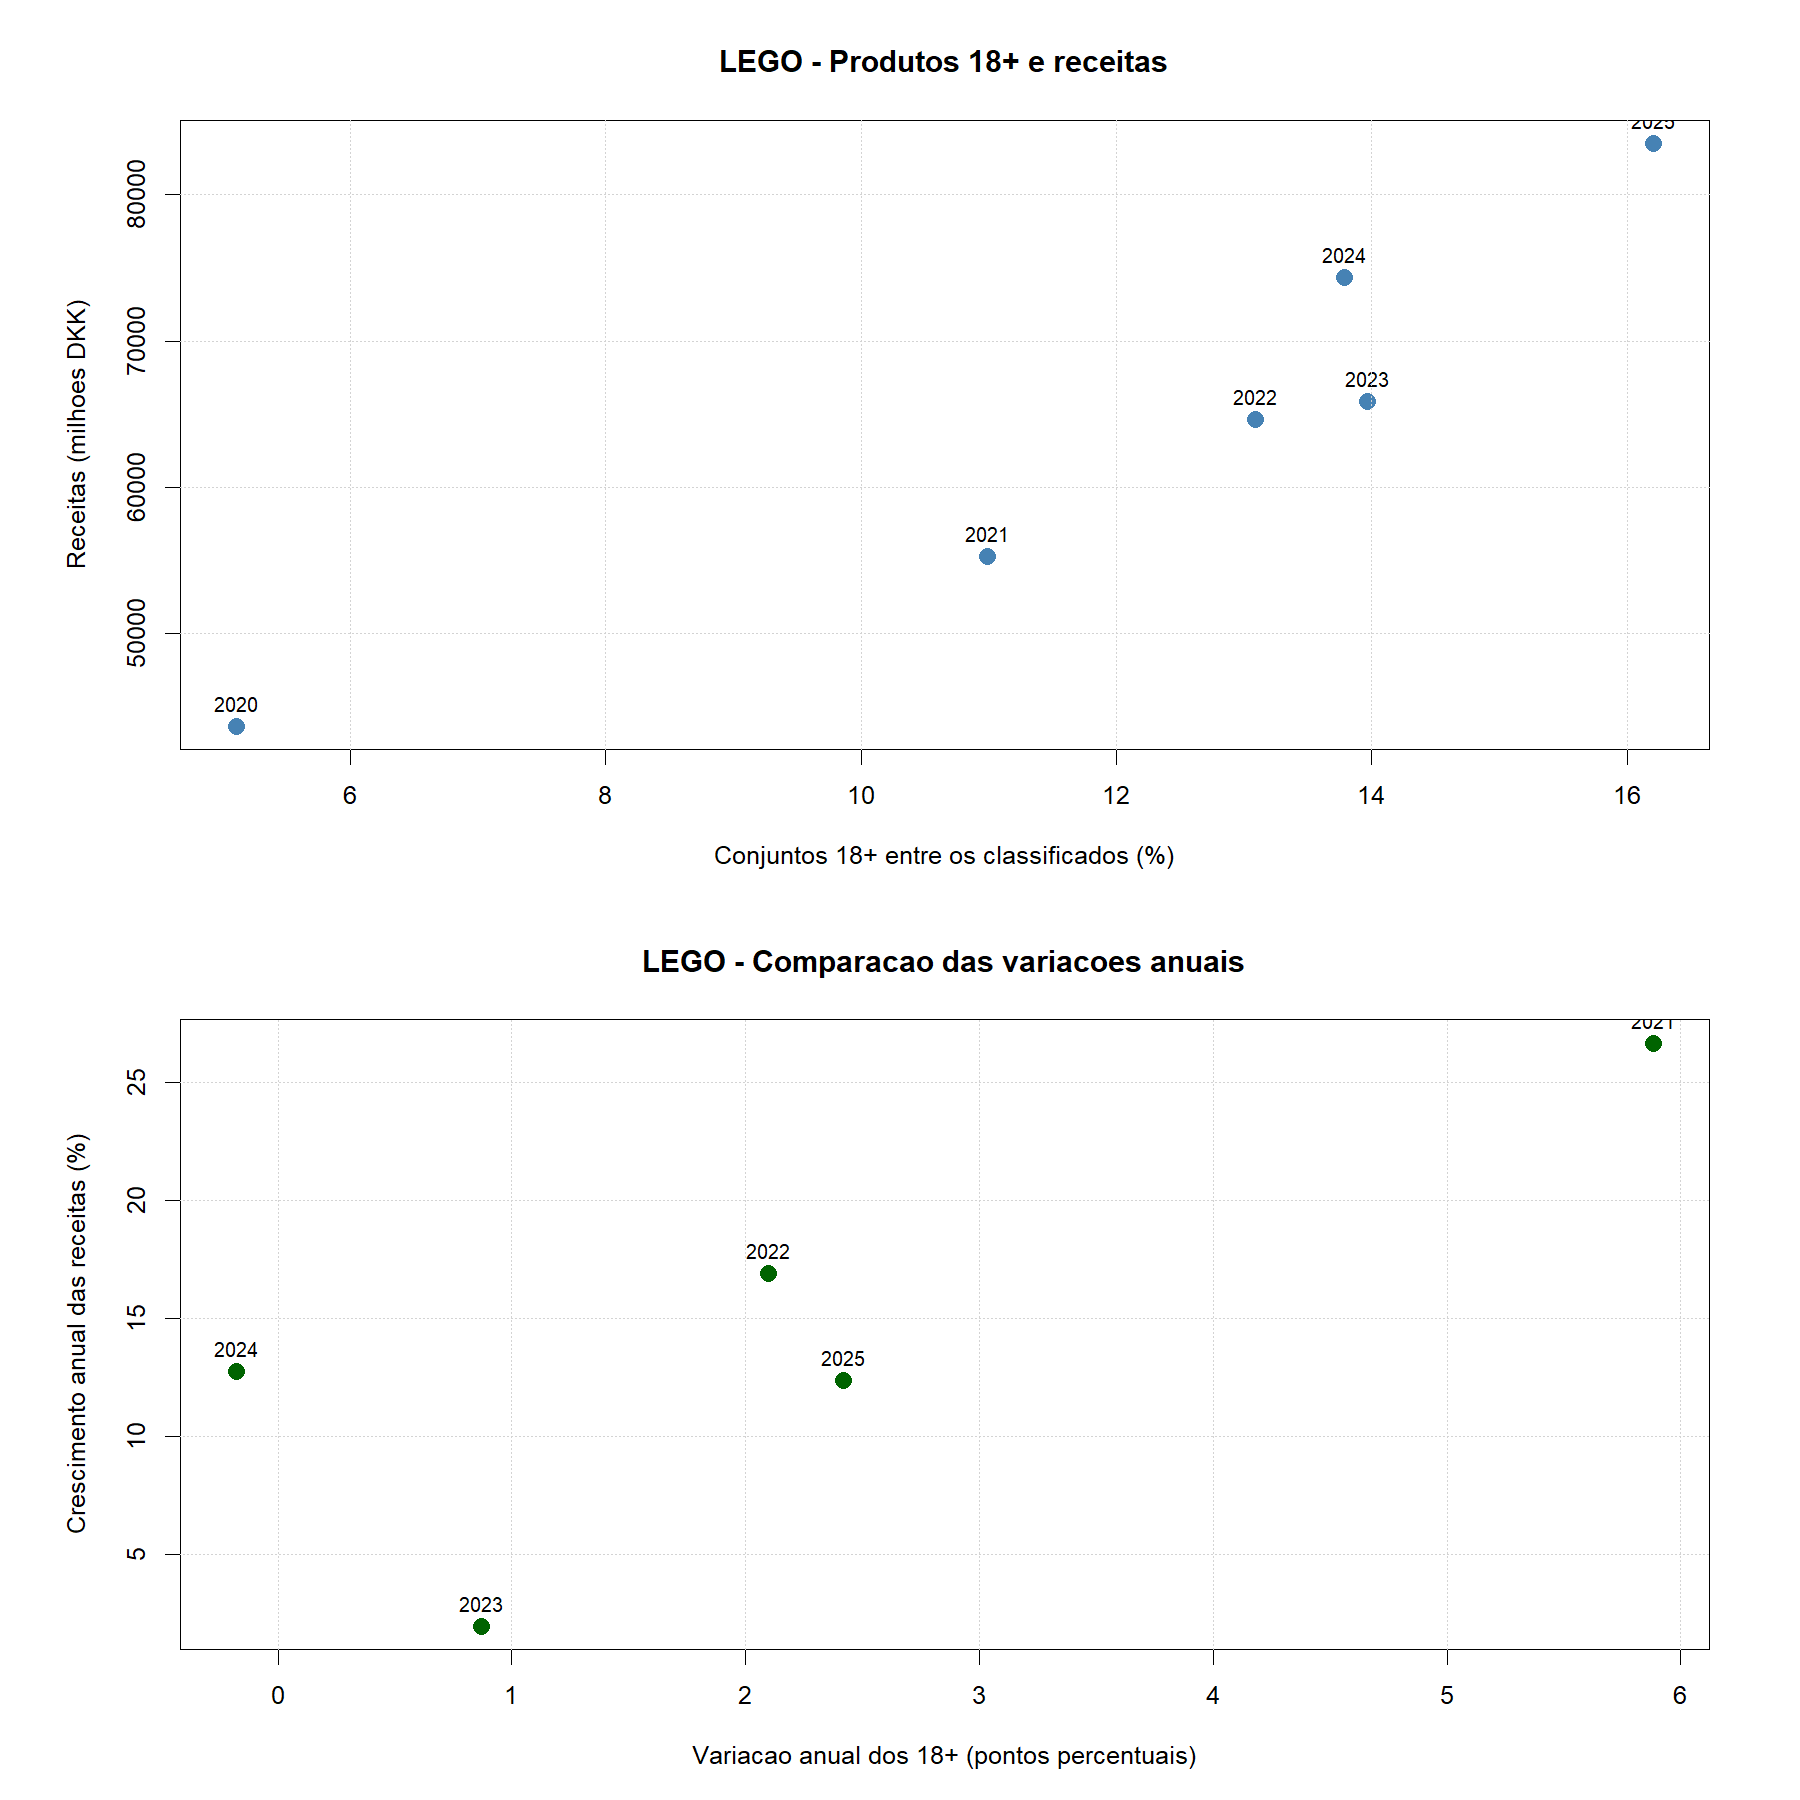 LEGO - Produtos 18+ e receitas
Receitas (milhoes DKK)
80000
70000
60000
50000
2025
2024
2023
2022
2021
2020
6 8 10 12 14 16
Conjuntos 18+ entre os classificados (%)
LEGO - Comparacao das variacoes anuais
Crescimento anual das receitas (%)
25
20
15
10
5
2021
2022
2024
2025
2023
0 1 2 3 4 5 6
Variacao anual dos 18+ (pontos percentuais)